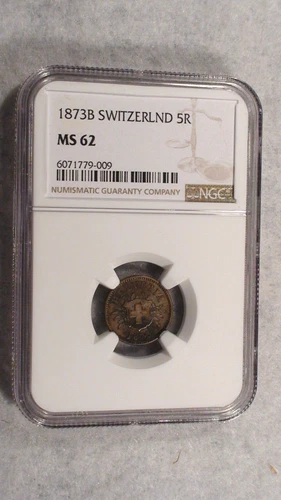 1873B SWITZERLND 5R
MS 62
6071779-009
NUMISMATIC GUARANTY COMPANY
NGC